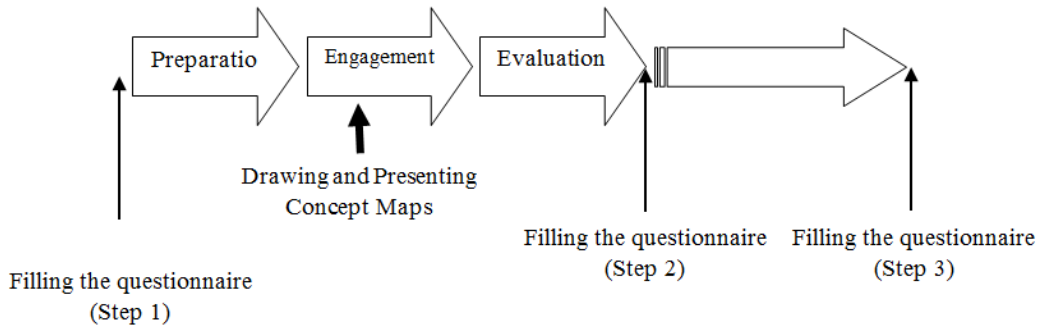 Preparatio
Engagement
Evaluation
Drawing and Presenting
Concept Maps
Filling the questionnaire
(Step 1)
Filling the questionnaire
(Step 2)
Filling the questionnaire
(Step 3)